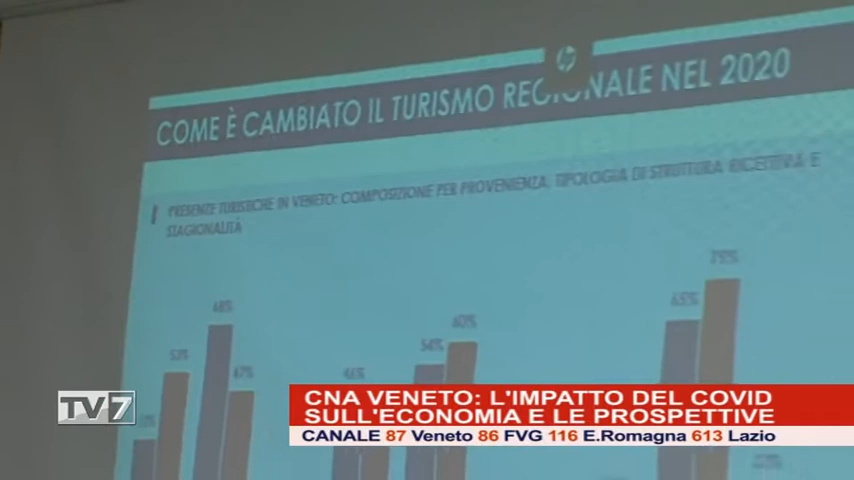 COME È CAMBIATO IL TURISMO REGIONALE NEL 2020
PRESENZE TURISTICHE IN VENETO: COMPOSIZIONE PER PROVENIENZA, TIPOLOGIA DI STRUTTURA RICETTIVA E
STAGIONALITÀ
53%
68%
47%
46%
54%
60%
65%
79%
TV7
CNA VENETO: L'IMPATTO DEL COVID
SULL'ECONOMIA E LE PROSPETTIVE
CANALE 87 Veneto 86 FVG 116 E.Romagna 613 Lazio